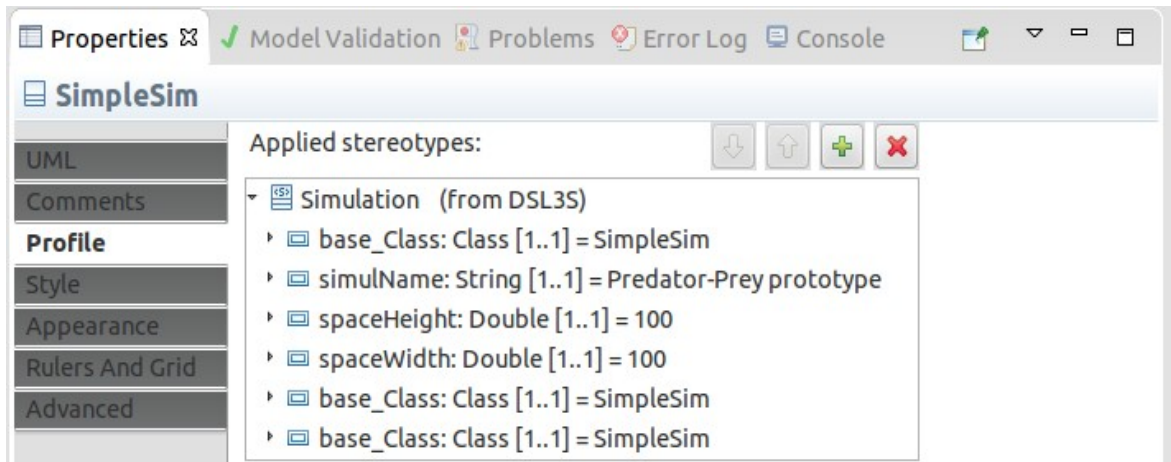 Properties Model Validation Problems Error Log Console
SimpleSim
Applied stereotypes:
UML
Comments
Profile
Style
Appearance
Rulers And Grid
Advanced
Simulation (from DSL3S)
base_Class: Class [1..1] = SimpleSim
simulName: String [1..1] = Predator-Prey prototype
spaceHeight: Double [1..1] = 100
spaceWidth: Double [1..1] = 100
base_Class: Class [1..1] = SimpleSim
base_Class: Class [1..1] = SimpleSim